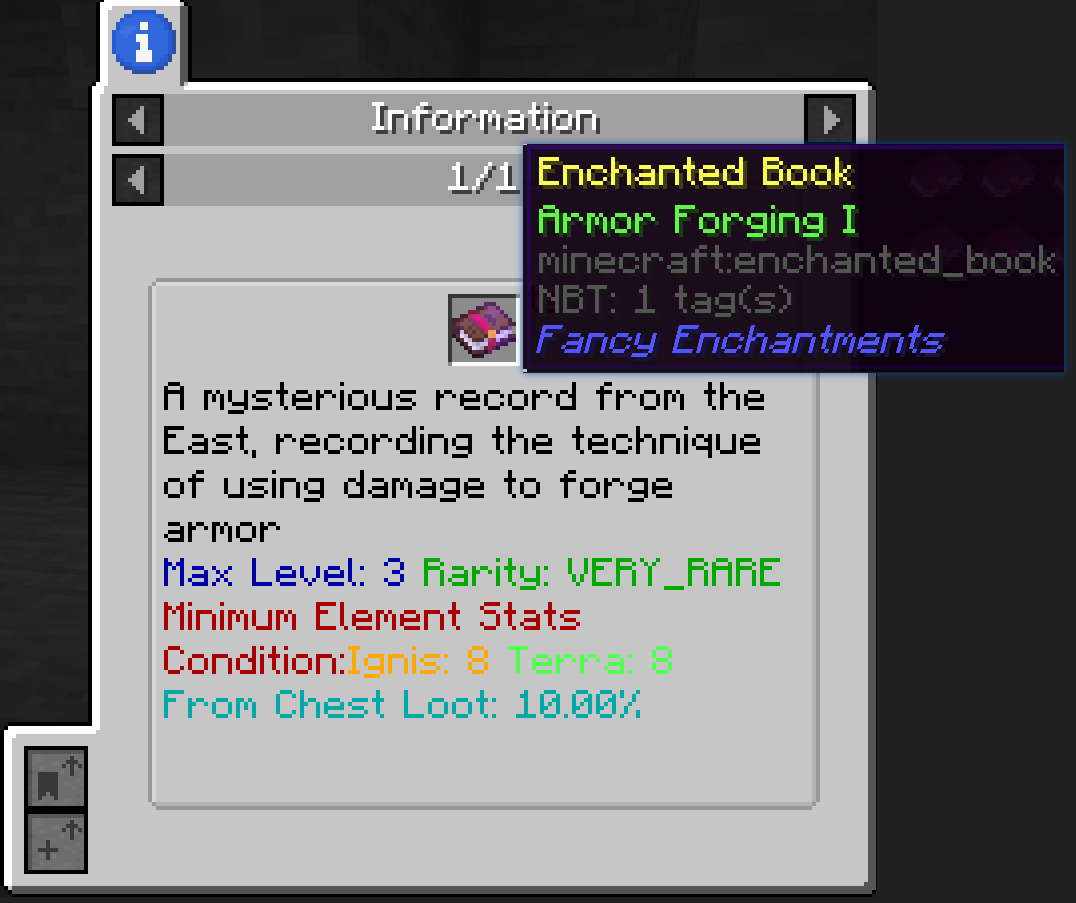 Information
1/1
Enchanted Book
Armor Forging I
minecraft:enchanted_book
NBT: 1 tag(s)
Fancy Enchantments
A mysterious record from the
East, recording the technique
of using damage to forge
armor
Max Level: 3 Rarity: VERY_RARE
Minimum Element Stats
Condition:Ignis: 8 Terra: 8
From Chest Loot: 10.00%